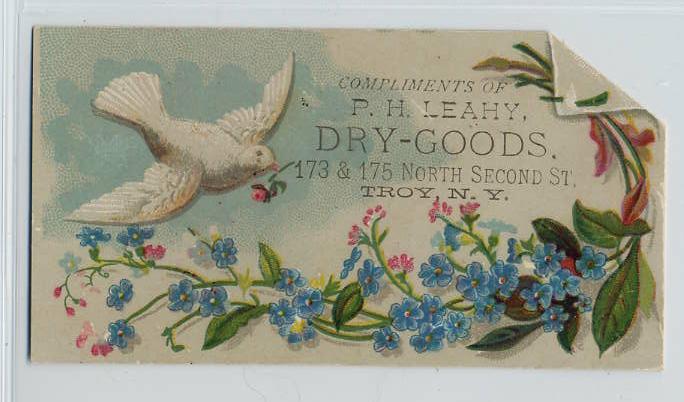 COMPLIMENTS OF
P. H. LEAHY,
DRY-GOODS,
173 & 175 NORTH SECOND ST.
TROY, N. Y.